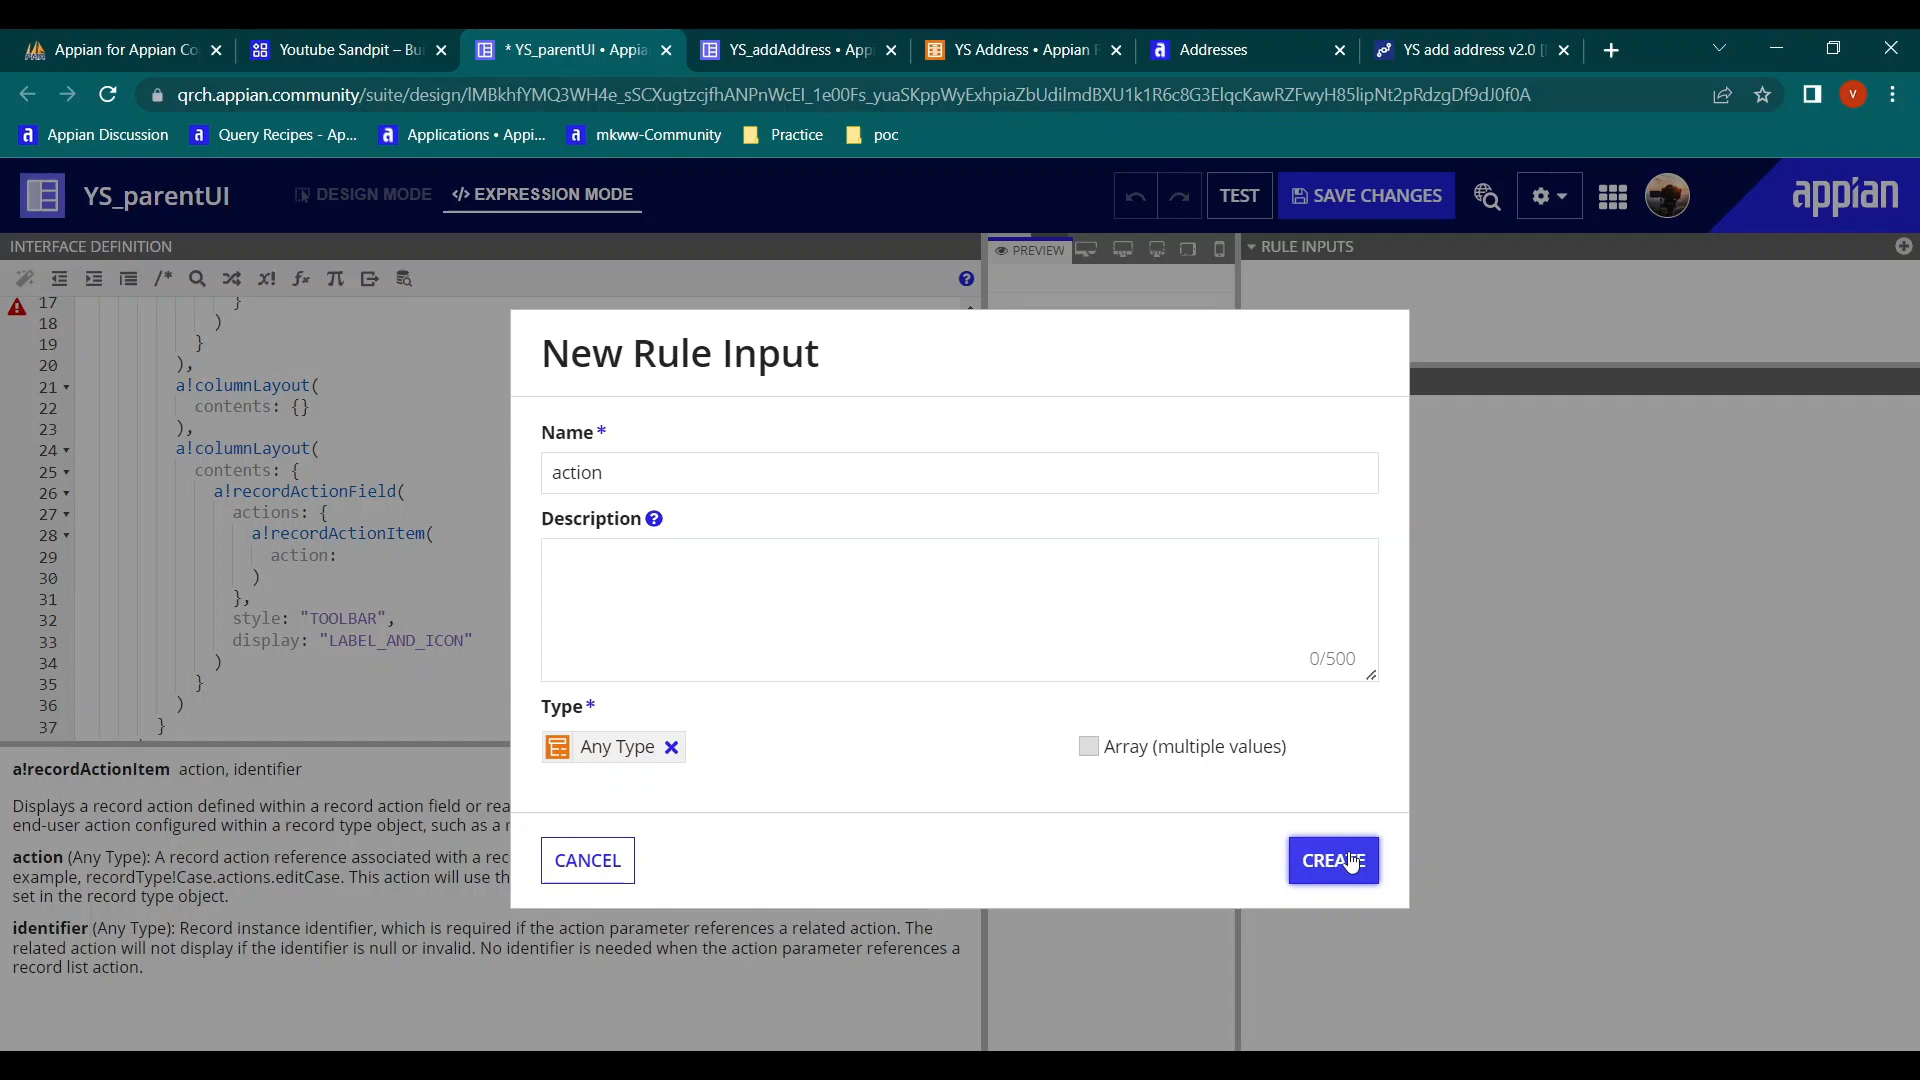 Appian for Appian Co
Youtube Sandpit – Bui
* YS_parentUI • Appia
YS_addAddress • App
YS Address • Appian R
Addresses
YS add address v2.0 [
qrch.appian.community/suite/design/
Appian Discussion
Query Recipes - Ap...
Applications • Appi...
mkww-Community
Practice
poc
V
YS_parentUI
DESIGN MODE
</> EXPRESSION MODE
TEST
SAVE CHANGES
appian
INTERFACE DEFINITION
PREVIEW
RULE INPUTS
17 }
18 )
19 }
20 ),
21 a!columnLayout(
22 contents: {}
23 ),
24 a!columnLayout(
25 contents: {
26 a!recordActionField(
27 actions: {
28 a!recordActionItem(
29 action:
30 )
31 },
32 style: "TOOLBAR",
33 display: "LABEL_AND_ICON"
34 )
35 }
36 )
37 }
New Rule Input
Name*
action
Description ?
0/500
Type*
Any Type
Array (multiple values)
CANCEL
CREATE
a!recordActionItem action, identifier
Displays a record action defined within a record action field or rea
end-user action configured within a record type object, such as a r
action (Any Type): A record action reference associated with a rec
example, recordType!Case.actions.editCase. This action will use th
set in the record type object.
identifier (Any Type): Record instance identifier, which is required if the action parameter references a related action. The
related action will not display if the identifier is null or invalid. No identifier is needed when the action parameter references a
record list action.